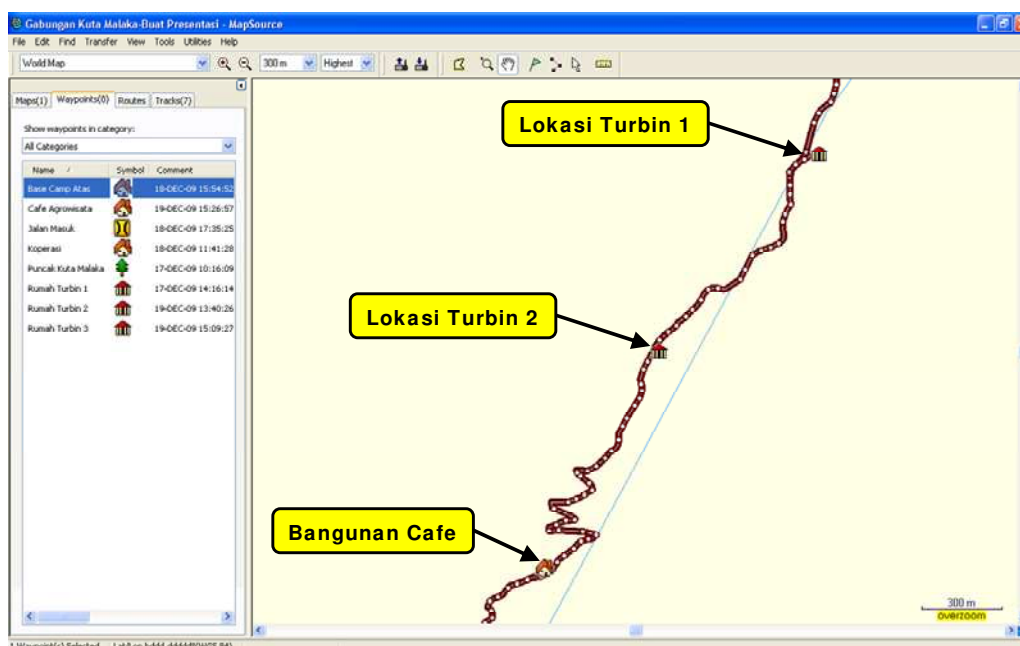 Gabungan Kuta Malaka-Buat Presentasi - MapSource
File Edit Find Transfer View Tools Utilities Help
World Map 300 m Highest
Maps(1) Waypoints(8) Routes Tracks(7)
Show waypoints in category:
All Categories
Name Symbol Comment
Base Camp Atas 18-DEC-09 15:54:52
Cafe Agrowisata 19-DEC-09 15:26:57
Jalan Masuk 18-DEC-09 17:35:25
Koperasi 18-DEC-09 11:41:28
Puncak Kuta Malaka 17-DEC-09 10:16:09
Rumah Turbin 1 17-DEC-09 14:16:14
Rumah Turbin 2 19-DEC-09 13:40:26
Rumah Turbin 3 19-DEC-09 15:09:27
Lokasi Turbin 1
Lokasi Turbin 2
Bangunan Cafe
300 m
overzoom